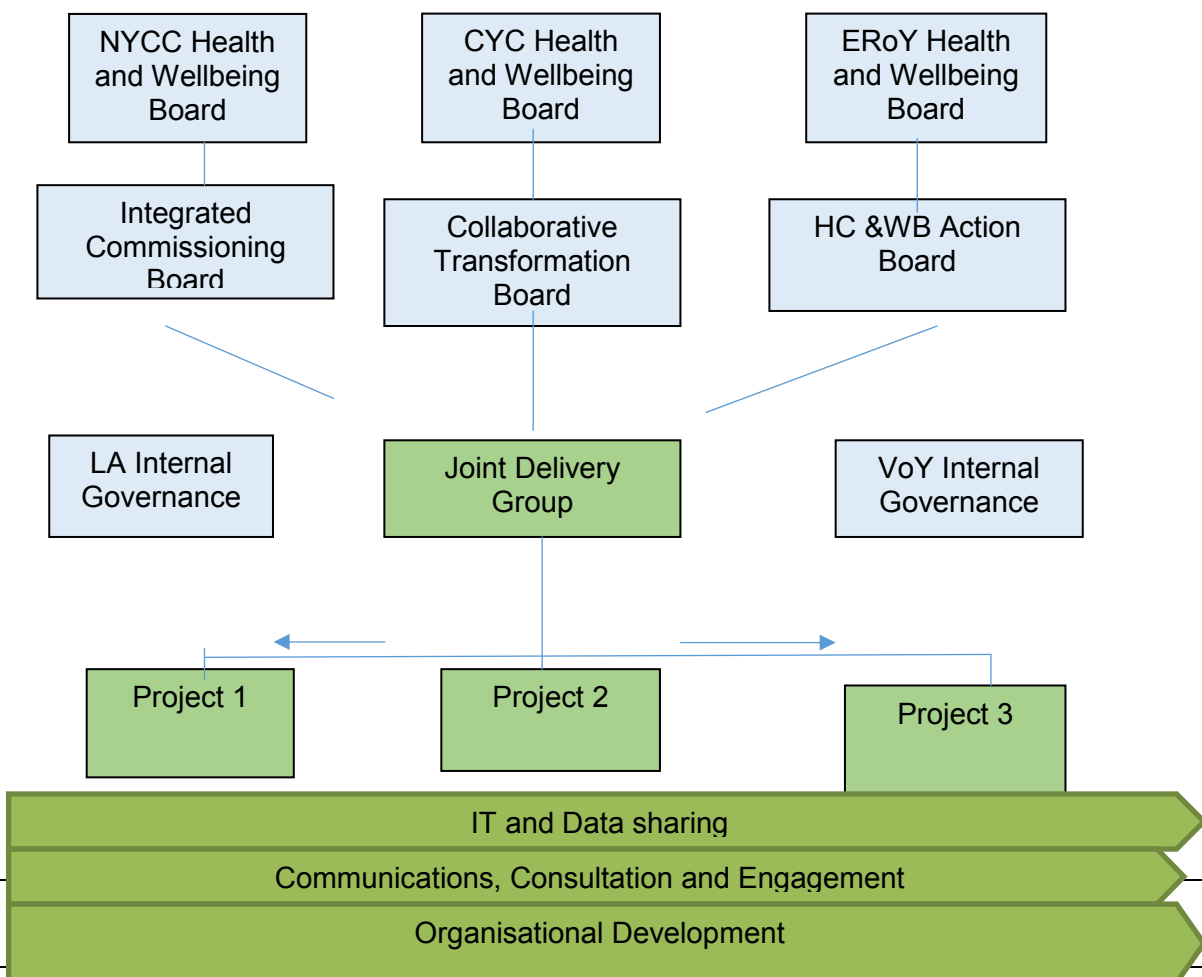 NYCC Health
and Wellbeing
Board
CYC Health
and Wellbeing
Board
ERoY Health
and Wellbeing
Board
Integrated
Commissioning
Board
Collaborative
Transformation
Board
HC &WB Action
Board
LA Internal
Governance
Joint Delivery
Group
VoY Internal
Governance
Project 1
Project 2
Project 3
IT and Data sharing
Communications, Consultation and Engagement
Organisational Development